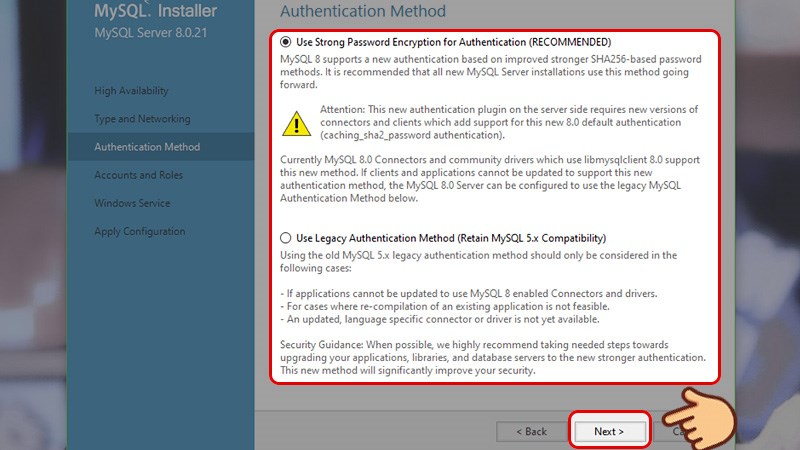 MySQL. Installer
MySQL Server 8.0.21
High Availability
Type and Networking
Authentication Method
Accounts and Roles
Windows Service
Apply Configuration
Authentication Method
Use Strong Password Encryption for Authentication (RECOMMENDED)
MySQL 8 supports a new authentication based on improved stronger SHA256-based password
methods. It is recommended that all new MySQL Server installations use this method going
forward.
Attention: This new authentication plugin on the server side requires new versions of
connectors and clients which add support for this new 8.0 default authentication
(caching_sha2_password authentication).
Currently MySQL 8.0 Connectors and community drivers which use libmysqlclient 8.0 support
this new method. If clients and applications cannot be updated to support this new
authentication method, the MySQL 8.0 Server can be configured to use the legacy MySQL
Authentication Method below.
Use Legacy Authentication Method (Retain MySQL 5.x Compatibility)
Using the old MySQL 5.x legacy authentication method should only be considered in the
following cases:
- If applications cannot be updated to use MySQL 8 enabled Connectors and drivers.
- For cases where re-compilation of an existing application is not feasible.
- An updated, language specific connector or driver is not yet available.
Security Guidance: When possible, we highly recommend taking needed steps towards
upgrading your applications, libraries, and database servers to the new stronger authentication.
This new method will significantly improve your security.
< Back
Next >